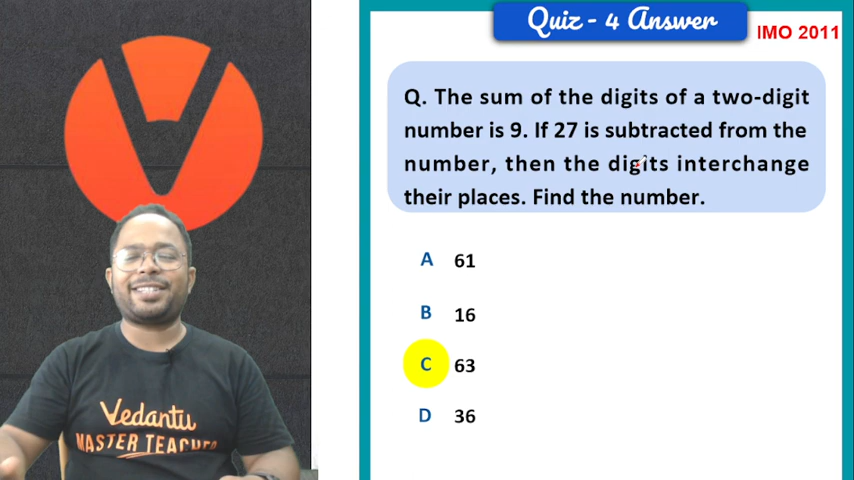 Quiz - 4 Answer
IMO 2011
Q. The sum of the digits of a two-digit
number is 9. If 27 is subtracted from the
number, then the digits interchange
their places. Find the number.
A 61
B 16
C 63
D 36
Vedantu
MASTER TEACHER